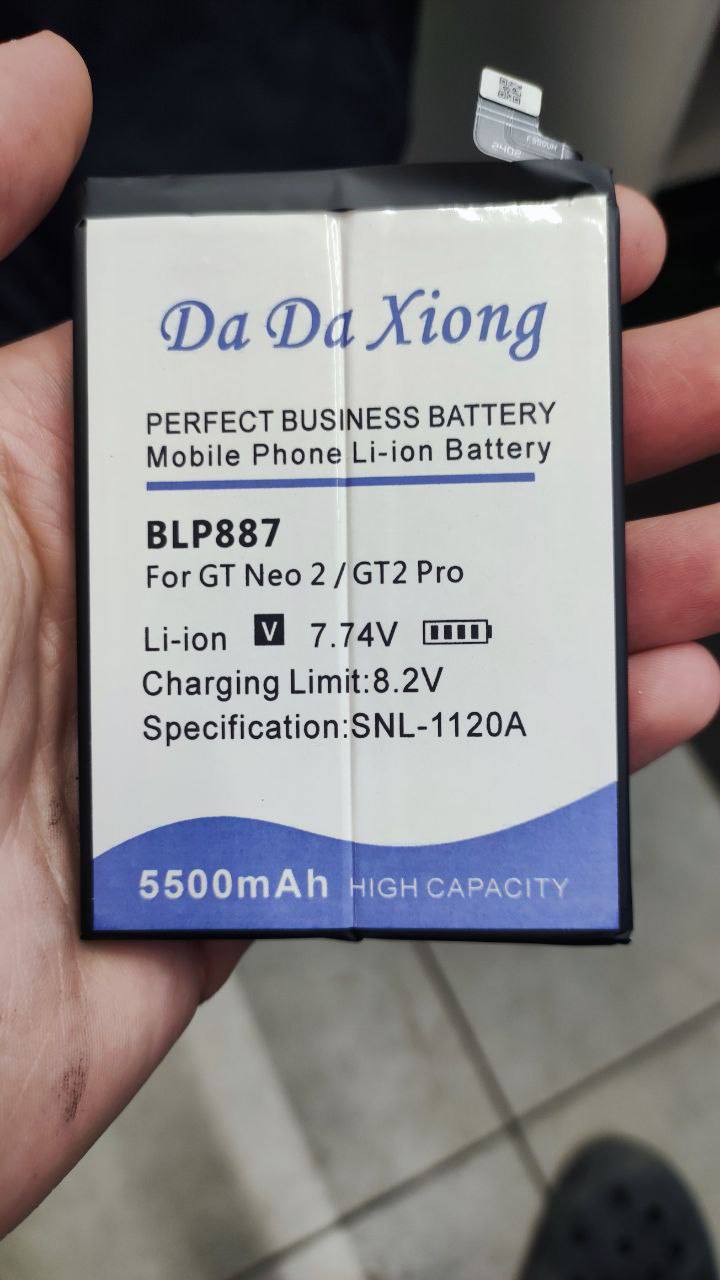 Da Da Xiong
PERFECT BUSINESS BATTERY
Mobile Phone Li-ion Battery
BLP887
For GT Neo 2 / GT2 Pro
Li-ion V 7.74V
Charging Limit:8.2V
Specification:SNL-1120A
5500mAh HIGH CAPACITY